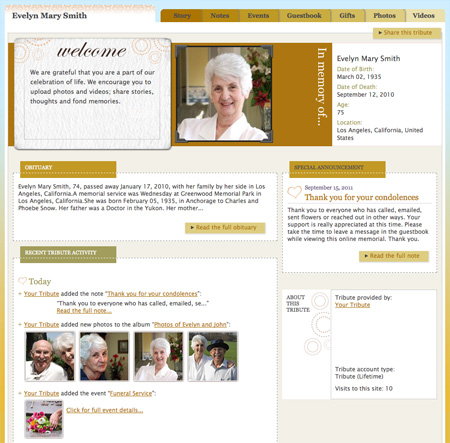 Evelyn Mary Smith
Story Notes Events Guestbook Gifts Photos Videos
► Share this tribute
welcome
We are grateful that you are a part of our
celebration of life. We encourage you to
upload photos and videos; share stories,
thoughts and fond memories.
In memory of...
Evelyn Mary Smith
Date of Birth:
March 02, 1935
Date of Death:
September 12, 2010
Age:
75
Location:
Los Angeles, California, United
States
OBITUARY
Evelyn Mary Smith, 74, passed away January 17, 2010, with her family by her side in Los
Angeles, California.A memorial service was Wednesday at Greenwood Memorial Park in
Los Angeles, California.She was born February 05, 1935, in Anchorage to Charles and
Phoebe Snow. Her father was a Doctor in the Yukon. Her mother...
► Read the full obituary
SPECIAL ANNOUNCEMENT
September 15, 2011
Thank you for your condolences
Thank you to everyone who has called, emailed,
sent flowers or reached out in other ways. Your
support is really appreciated at this time. Please
take the time to leave a message in the guestbook
while viewing this online memorial. Thank you.
► Read the full note
RECENT TRIBUTE ACTIVITY
Today
+ Your Tribute added the note "Thank you for your condolences":
"Thank you to everyone who has called, emailed, se..."
Read the full note...
+ Your Tribute added new photos to the album "Photos of Evelyn and John":
+ Your Tribute added the event "Funeral Service":
Click for full event details...
ABOUT
THIS
TRIBUTE
Tribute provided by:
Your Tribute
Tribute account type:
Tribute (Lifetime)
Visits to this site: 10